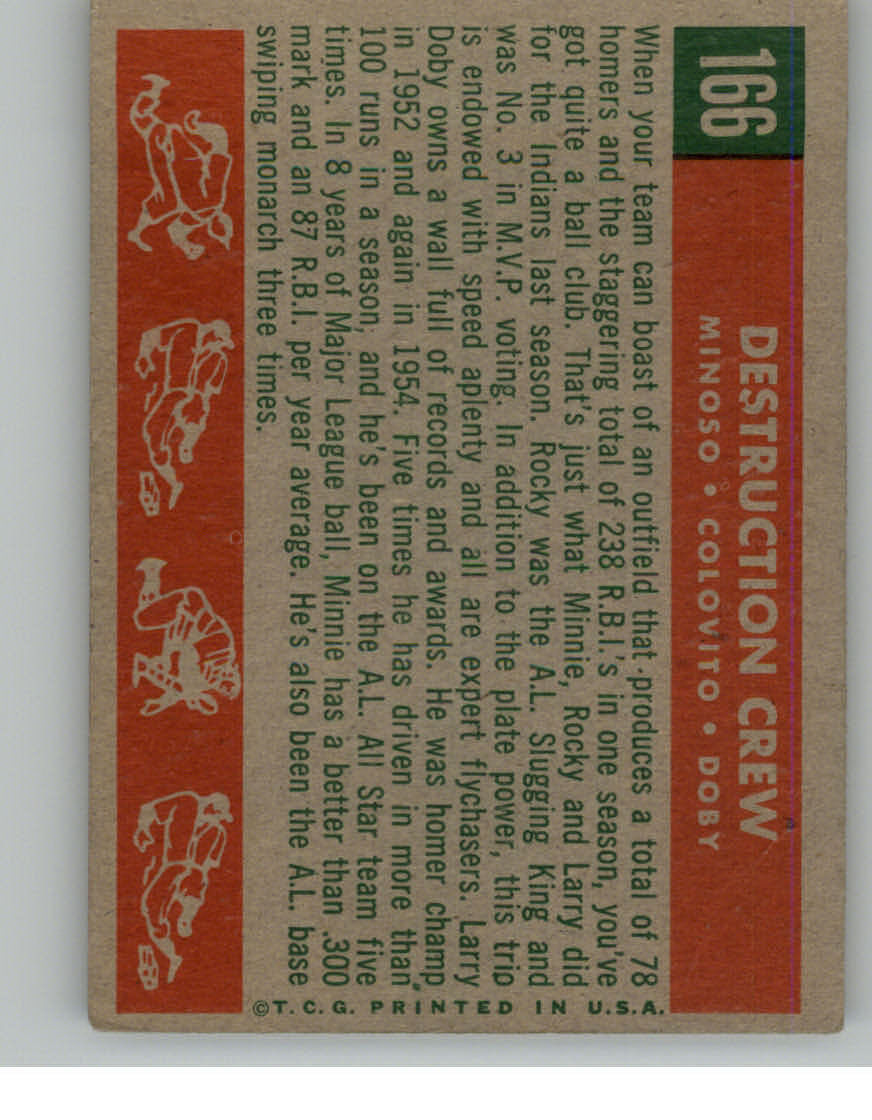 166
DESTRUCTION CREW
MINOSO • COLOVITO • DOBY
When your team can boast of an outfield that produces a total of 78
homers and the staggering total of 238 R.B.I.'s in one season, you've
got quite a ball club. That's just what Minnie, Rocky and Larry did
for the Indians last season. Rocky was the A.L. Slugging King and
was No. 3 in M.V.P. voting. In addition to the plate power, this trio
is endowed with speed aplenty and all are expert flychasers. Larry
Doby owns a wall full of records and awards. He was homer champ
in 1952 and again in 1954. Five times he has driven in more than
100 runs in a season, and he's been on the A.L. All Star team five
times. In 8 years of Major League ball, Minnie has a better than .300
mark and an 87 R.B.I. per year average. He's also been the A.L. base
swiping monarch three times.
©T.C.G. PRINTED IN U.S.A.